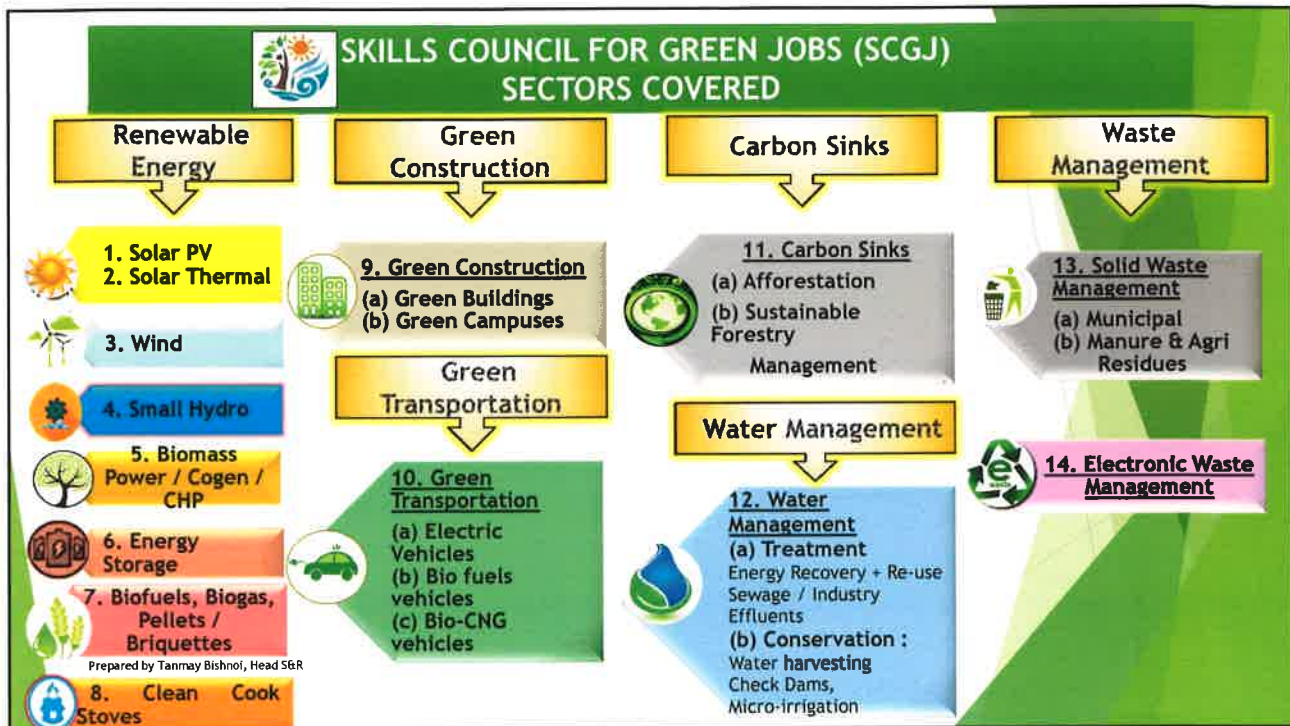 SKILLS COUNCIL FOR GREEN JOBS (SCGJ)
SECTORS COVERED
Renewable
Energy
1. Solar PV
2. Solar Thermal
3. Wind
4. Small Hydro
5. Biomass
Power / Cogen /
CHP
6. Energy
Storage
7. Biofuels, Biogas,
Pellets /
Briquettes
Prepared by Tanmay Bishnoi, Head S&R
8. Clean Cook
Stoves
Green
Construction
9. Green Construction
(a) Green Buildings
(b) Green Campuses
Green
Transportation
10. Green
Transportation
(a) Electric
Vehicles
(b) Bio fuels
vehicles
(c) Bio-CNG
vehicles
Carbon Sinks
11. Carbon Sinks
(a) Afforestation
(b) Sustainable
Forestry
Management
Water Management
12. Water
Management
(a) Treatment
Energy Recovery + Re-use
Sewage / Industry
Effluents
(b) Conservation :
Water harvesting
Check Dams,
Micro-irrigation
Waste
Management
13. Solid Waste
Management
(a) Municipal
(b) Manure & Agri
Residues
e
waste
14. Electronic Waste
Management